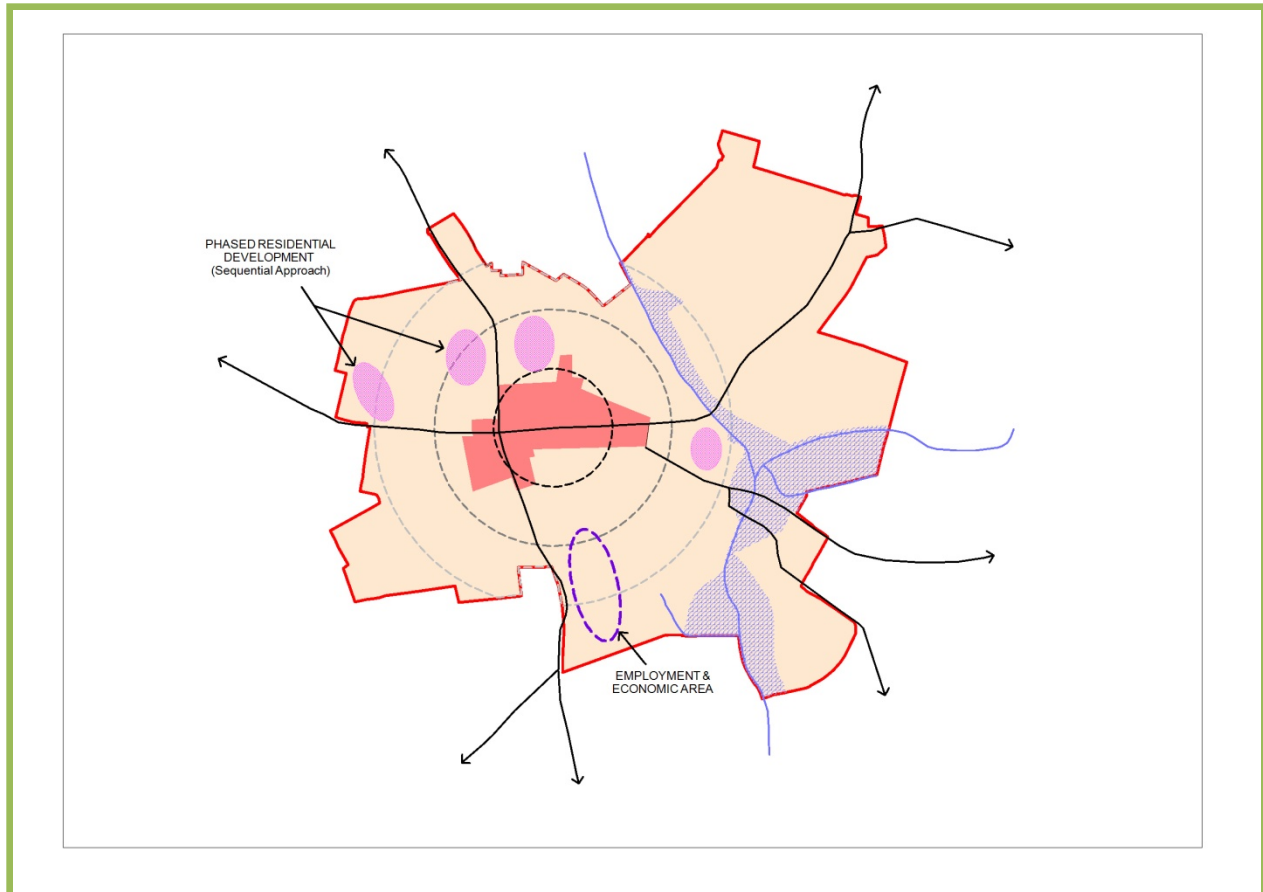 PHASED RESIDENTIAL
DEVELOPMENT
(Sequential Approach)
EMPLOYMENT &
ECONOMIC AREA